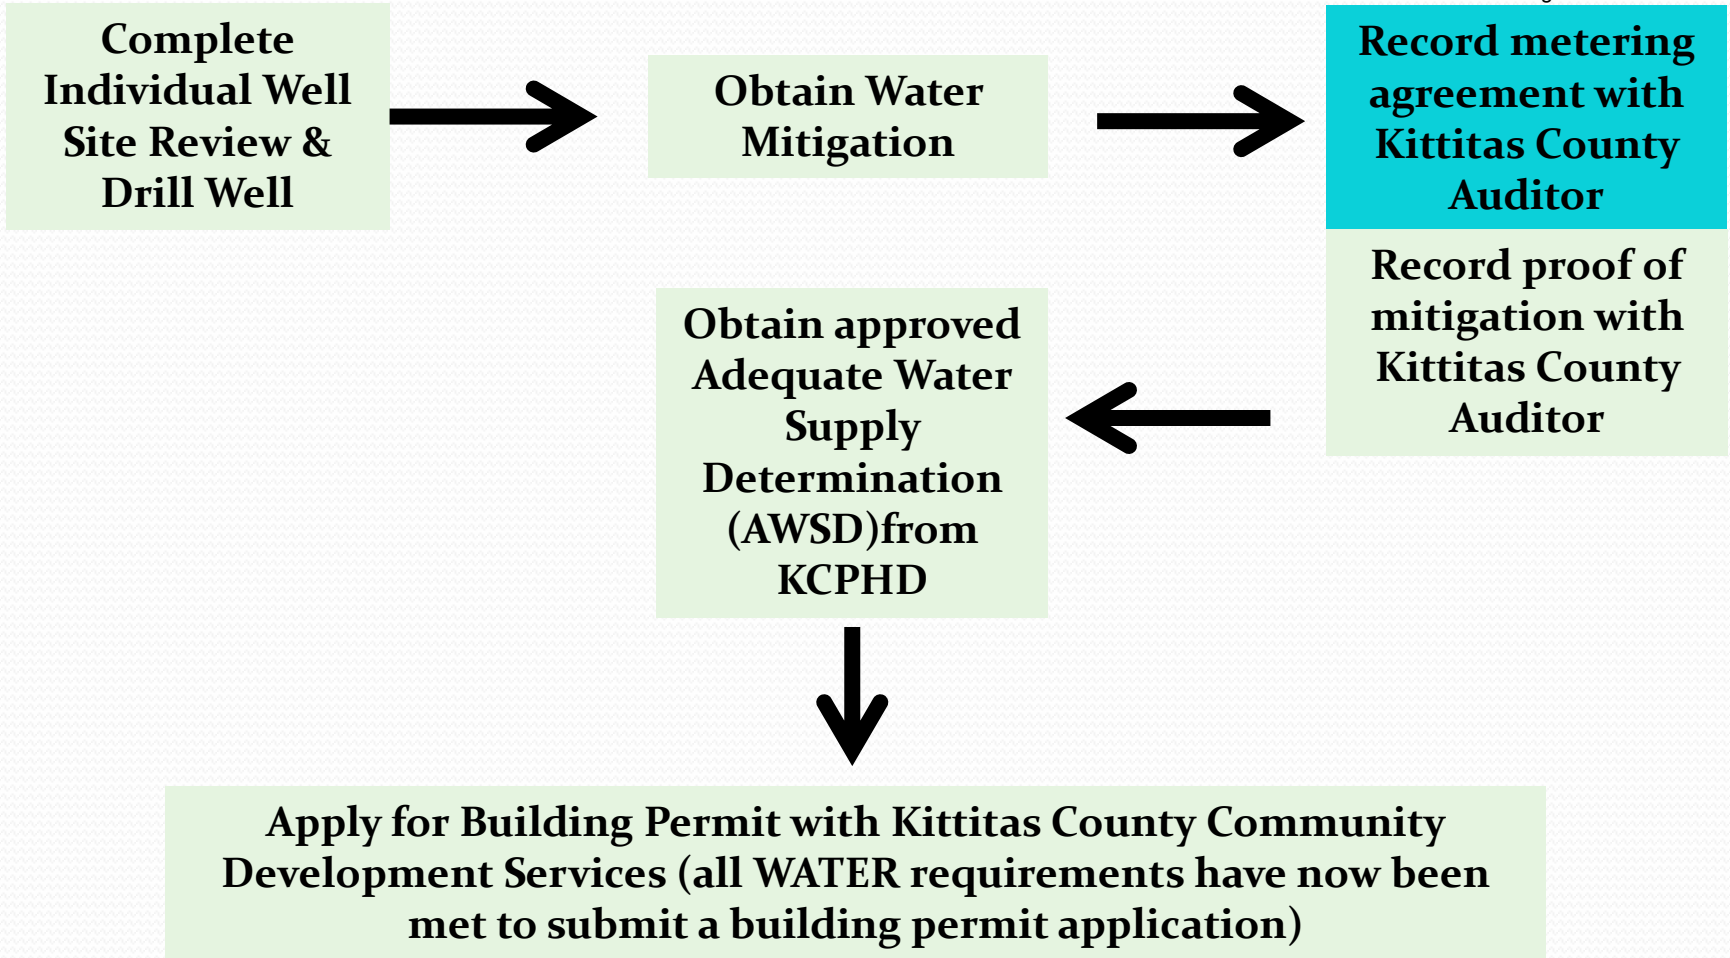 Complete
Individual Well
Site Review &
Drill Well
Obtain Water
Mitigation
Record metering
agreement with
Kittitas County
Auditor
Record proof of
mitigation with
Kittitas County
Auditor
Obtain approved
Adequate Water
Supply
Determination
(AWSD)from
KCPHD
Apply for Building Permit with Kittitas County Community
Development Services (all WATER requirements have now been
met to submit a building permit application)